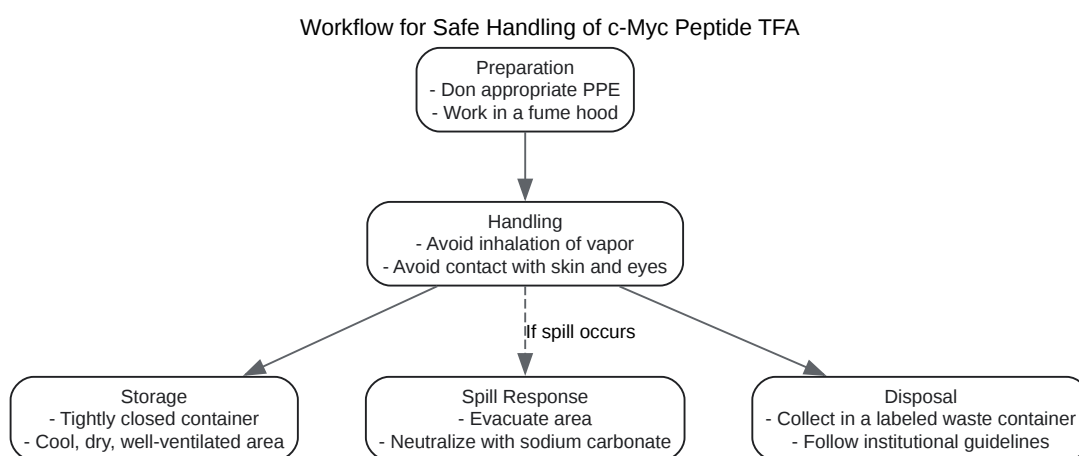 Workflow for Safe Handling of c-Myc Peptide TFA
Preparation
- Don appropriate PPE
- Work in a fume hood
Handling
- Avoid inhalation of vapor
- Avoid contact with skin and eyes
If spill occurs
Storage
- Tightly closed container
- Cool, dry, well-ventilated area
Spill Response
- Evacuate area
- Neutralize with sodium carbonate
Disposal
- Collect in a labeled waste container
- Follow institutional guidelines